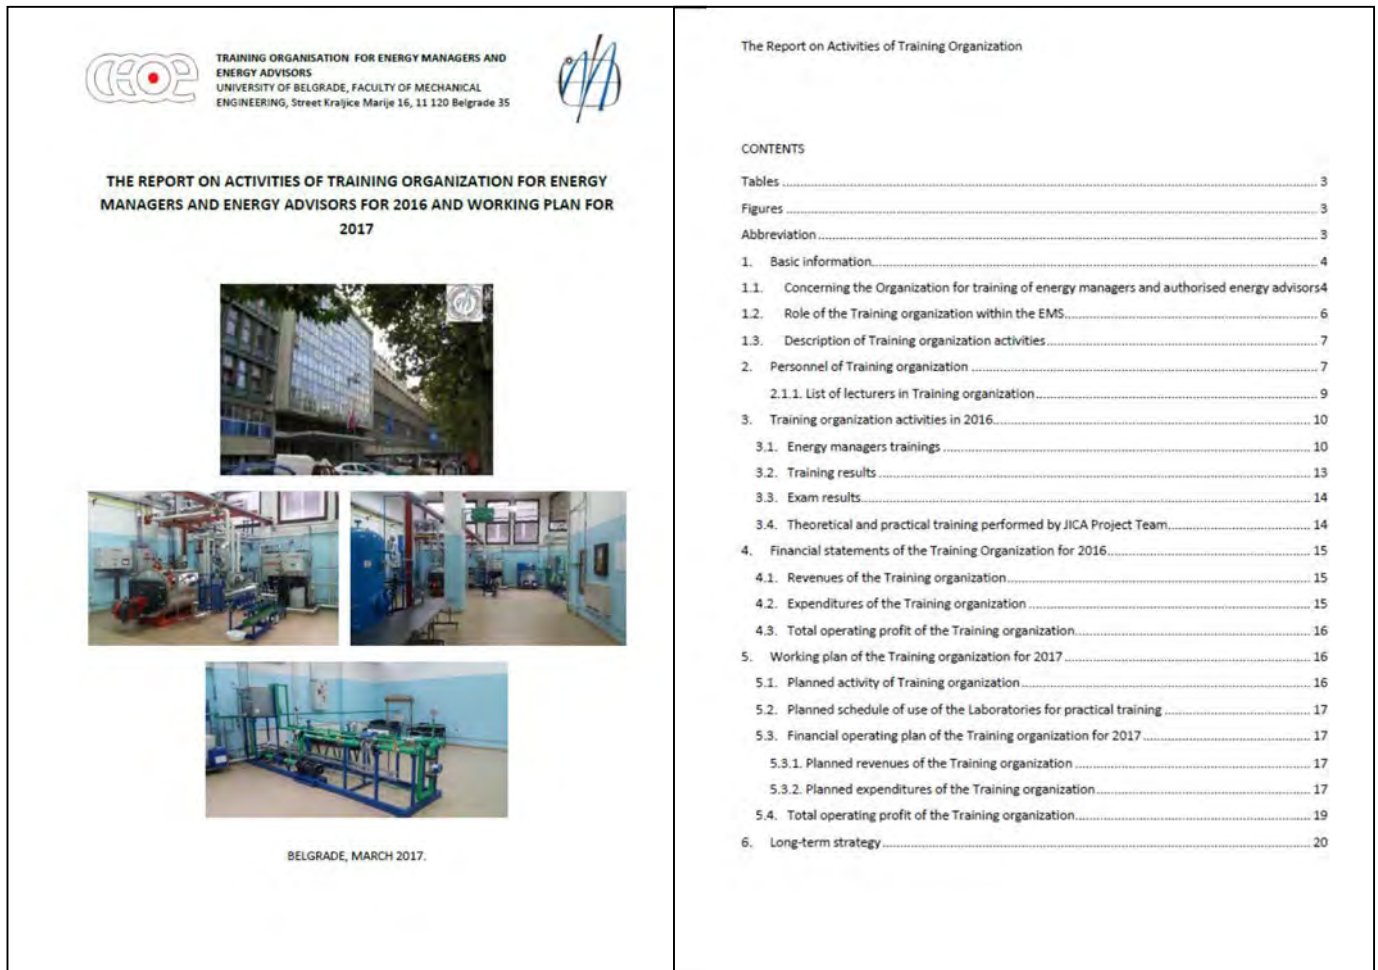 TRAINING ORGANISATION FOR ENERGY MANAGERS AND
ENERGY ADVISORS
UNIVERSITY OF BELGRADE, FACULTY OF MECHANICAL
ENGINEERING, Street Kraljice Marije 16, 11 120 Belgrade 35
THE REPORT ON ACTIVITIES OF TRAINING ORGANIZATION FOR ENERGY
MANAGERS AND ENERGY ADVISORS FOR 2016 AND WORKING PLAN FOR
2017
BELGRADE, MARCH 2017.
The Report on Activities of Training Organization
CONTENTS
Tables 3
Figures 3
Abbreviation 3
1. Basic information 4
1.1. Concerning the Organization for training of energy managers and authorised energy advisors4
1.2. Role of the Training organization within the EMS 6
1.3. Description of Training organization activities 7
2. Personnel of Training organization 7
2.1.1. List of lecturers in Training organization 9
3. Training organization activities in 2016 10
3.1. Energy managers trainings 10
3.2. Training results 13
3.3. Exam results 14
3.4. Theoretical and practical training performed by JICA Project Team 14
4. Financial statements of the Training Organization for 2016 15
4.1. Revenues of the Training organization 15
4.2. Expenditures of the Training organization 15
4.3. Total operating profit of the Training organization 16
5. Working plan of the Training organization for 2017 16
5.1. Planned activity of Training organization 16
5.2. Planned schedule of use of the Laboratories for practical training 17
5.3. Financial operating plan of the Training organization for 2017 17
5.3.1. Planned revenues of the Training organization 17
5.3.2. Planned expenditures of the Training organization 17
5.4. Total operating profit of the Training organization 19
6. Long-term strategy 20